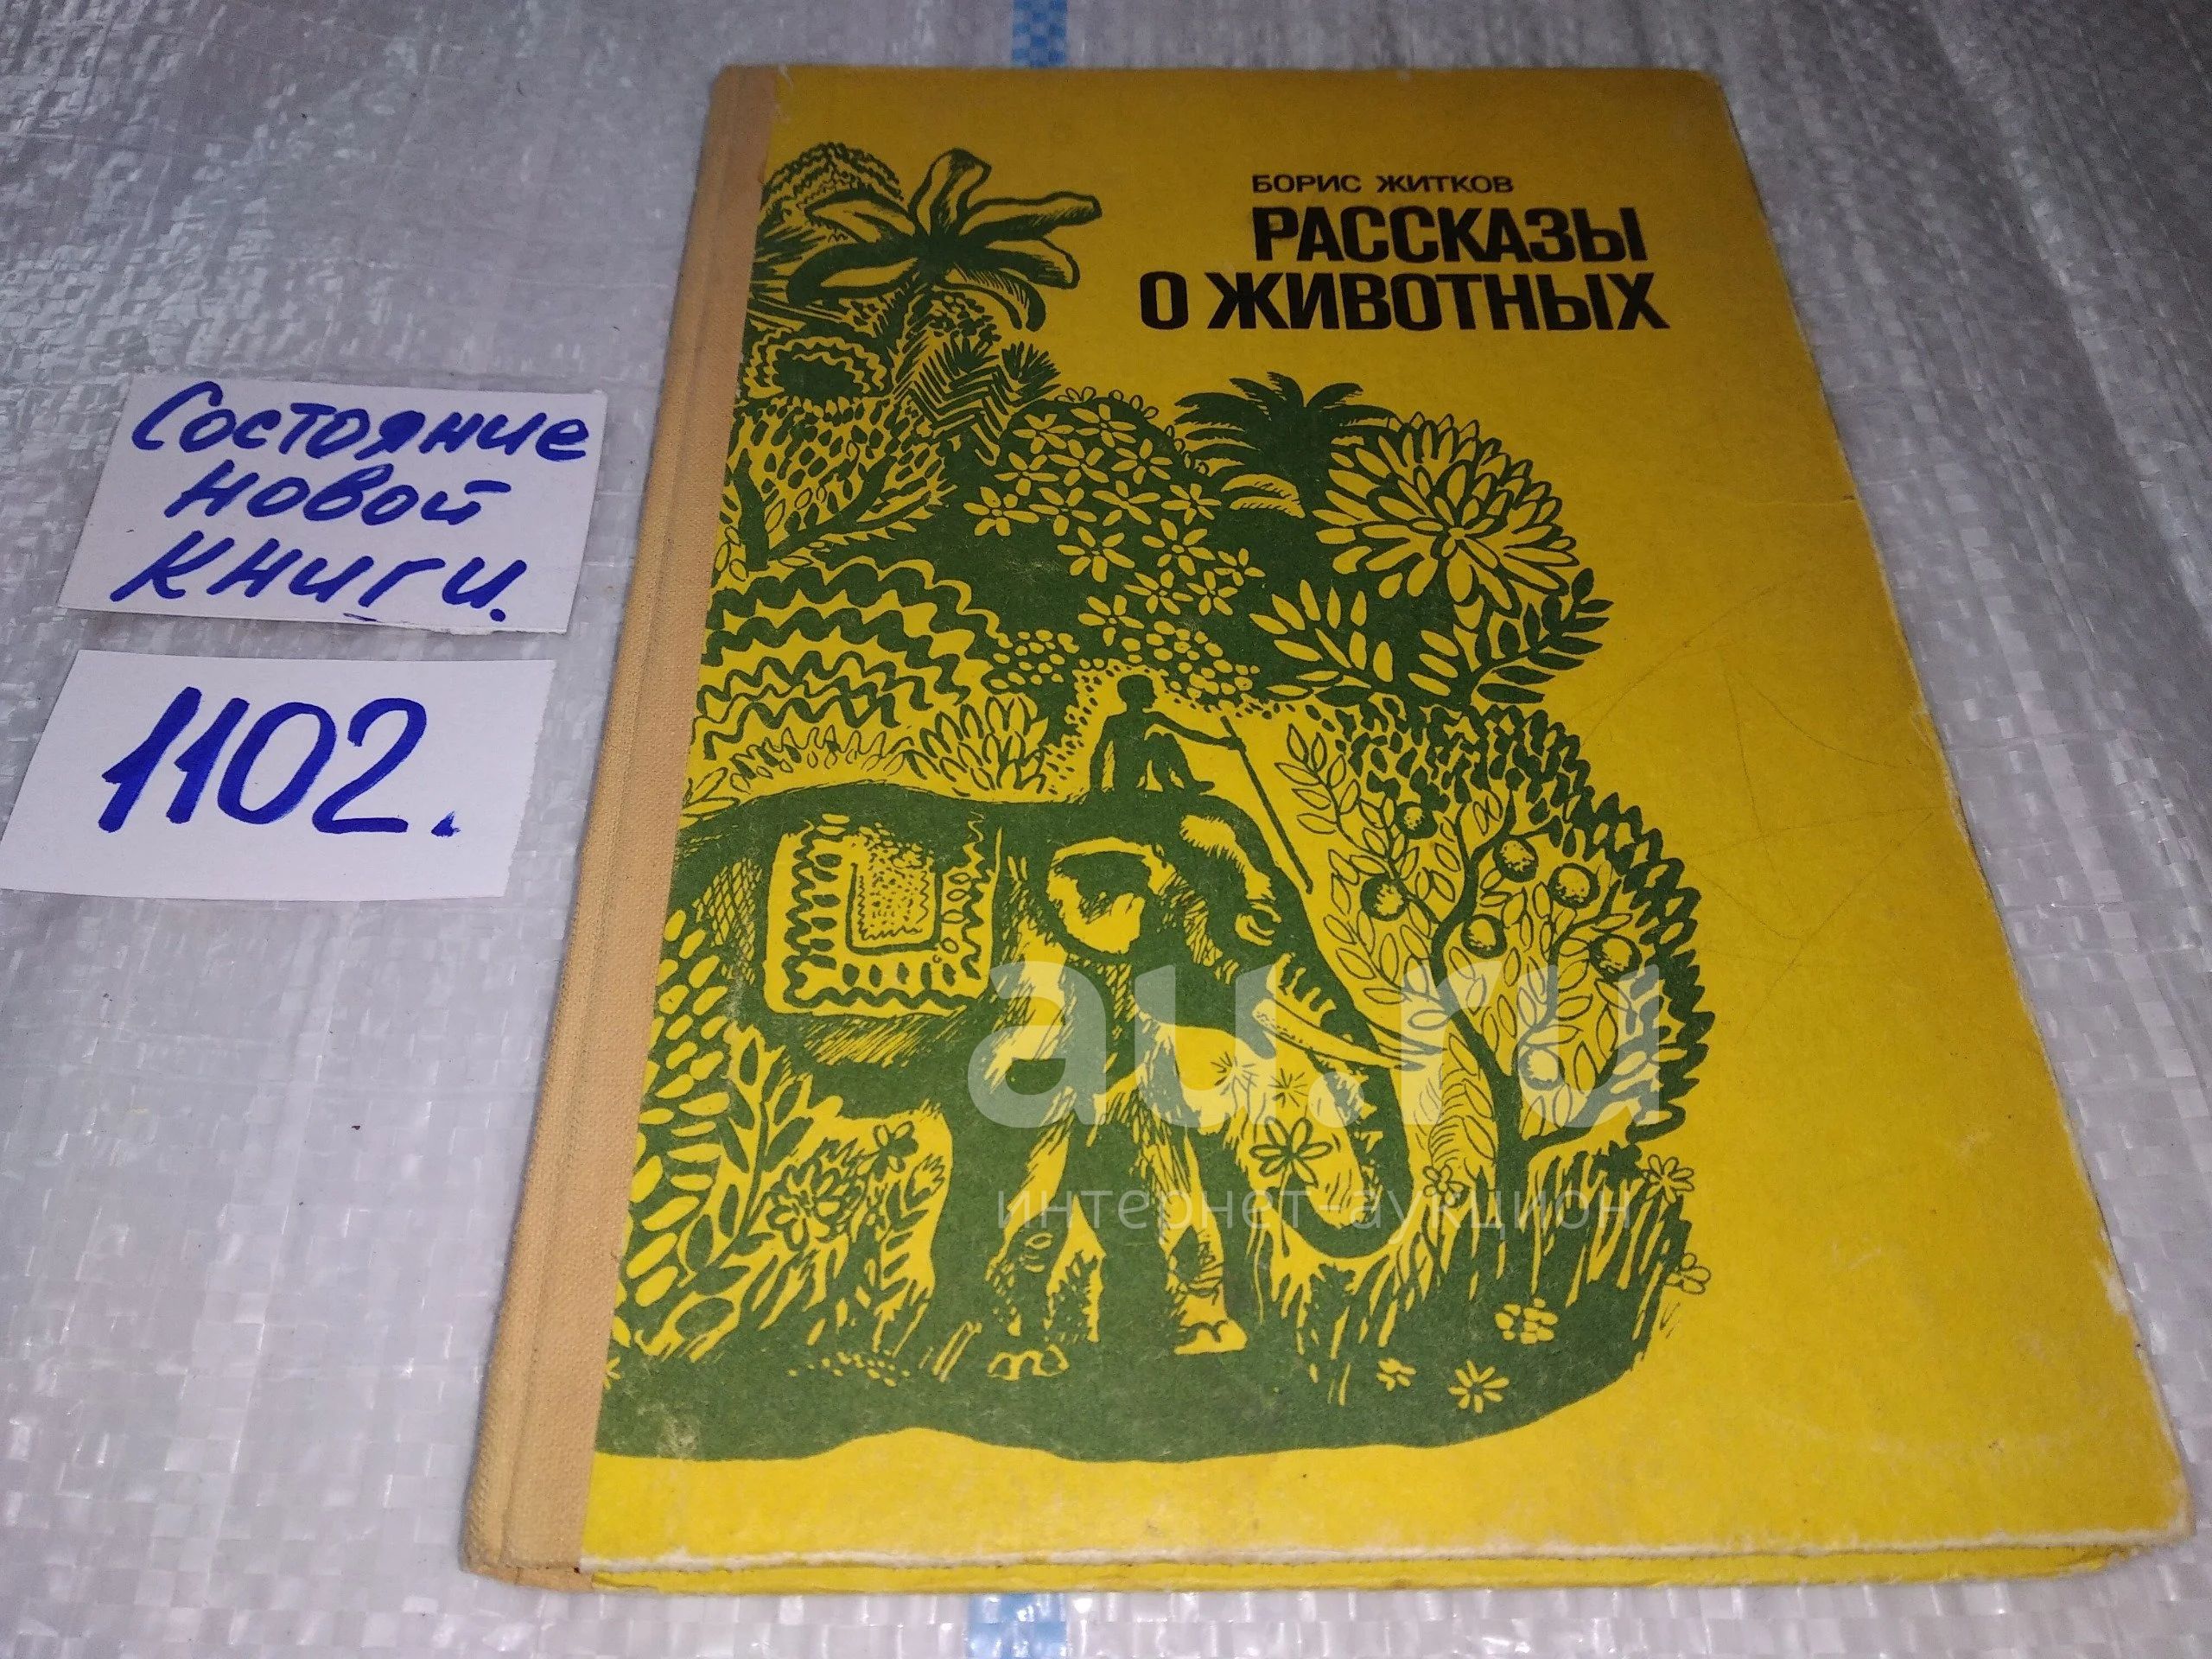 БОРИС ЖИТКОВ
РАССКАЗЫ
О ЖИВОТНЫХ
Состояние
новой
книги.
1102.
au.ru
интернет-аукцион